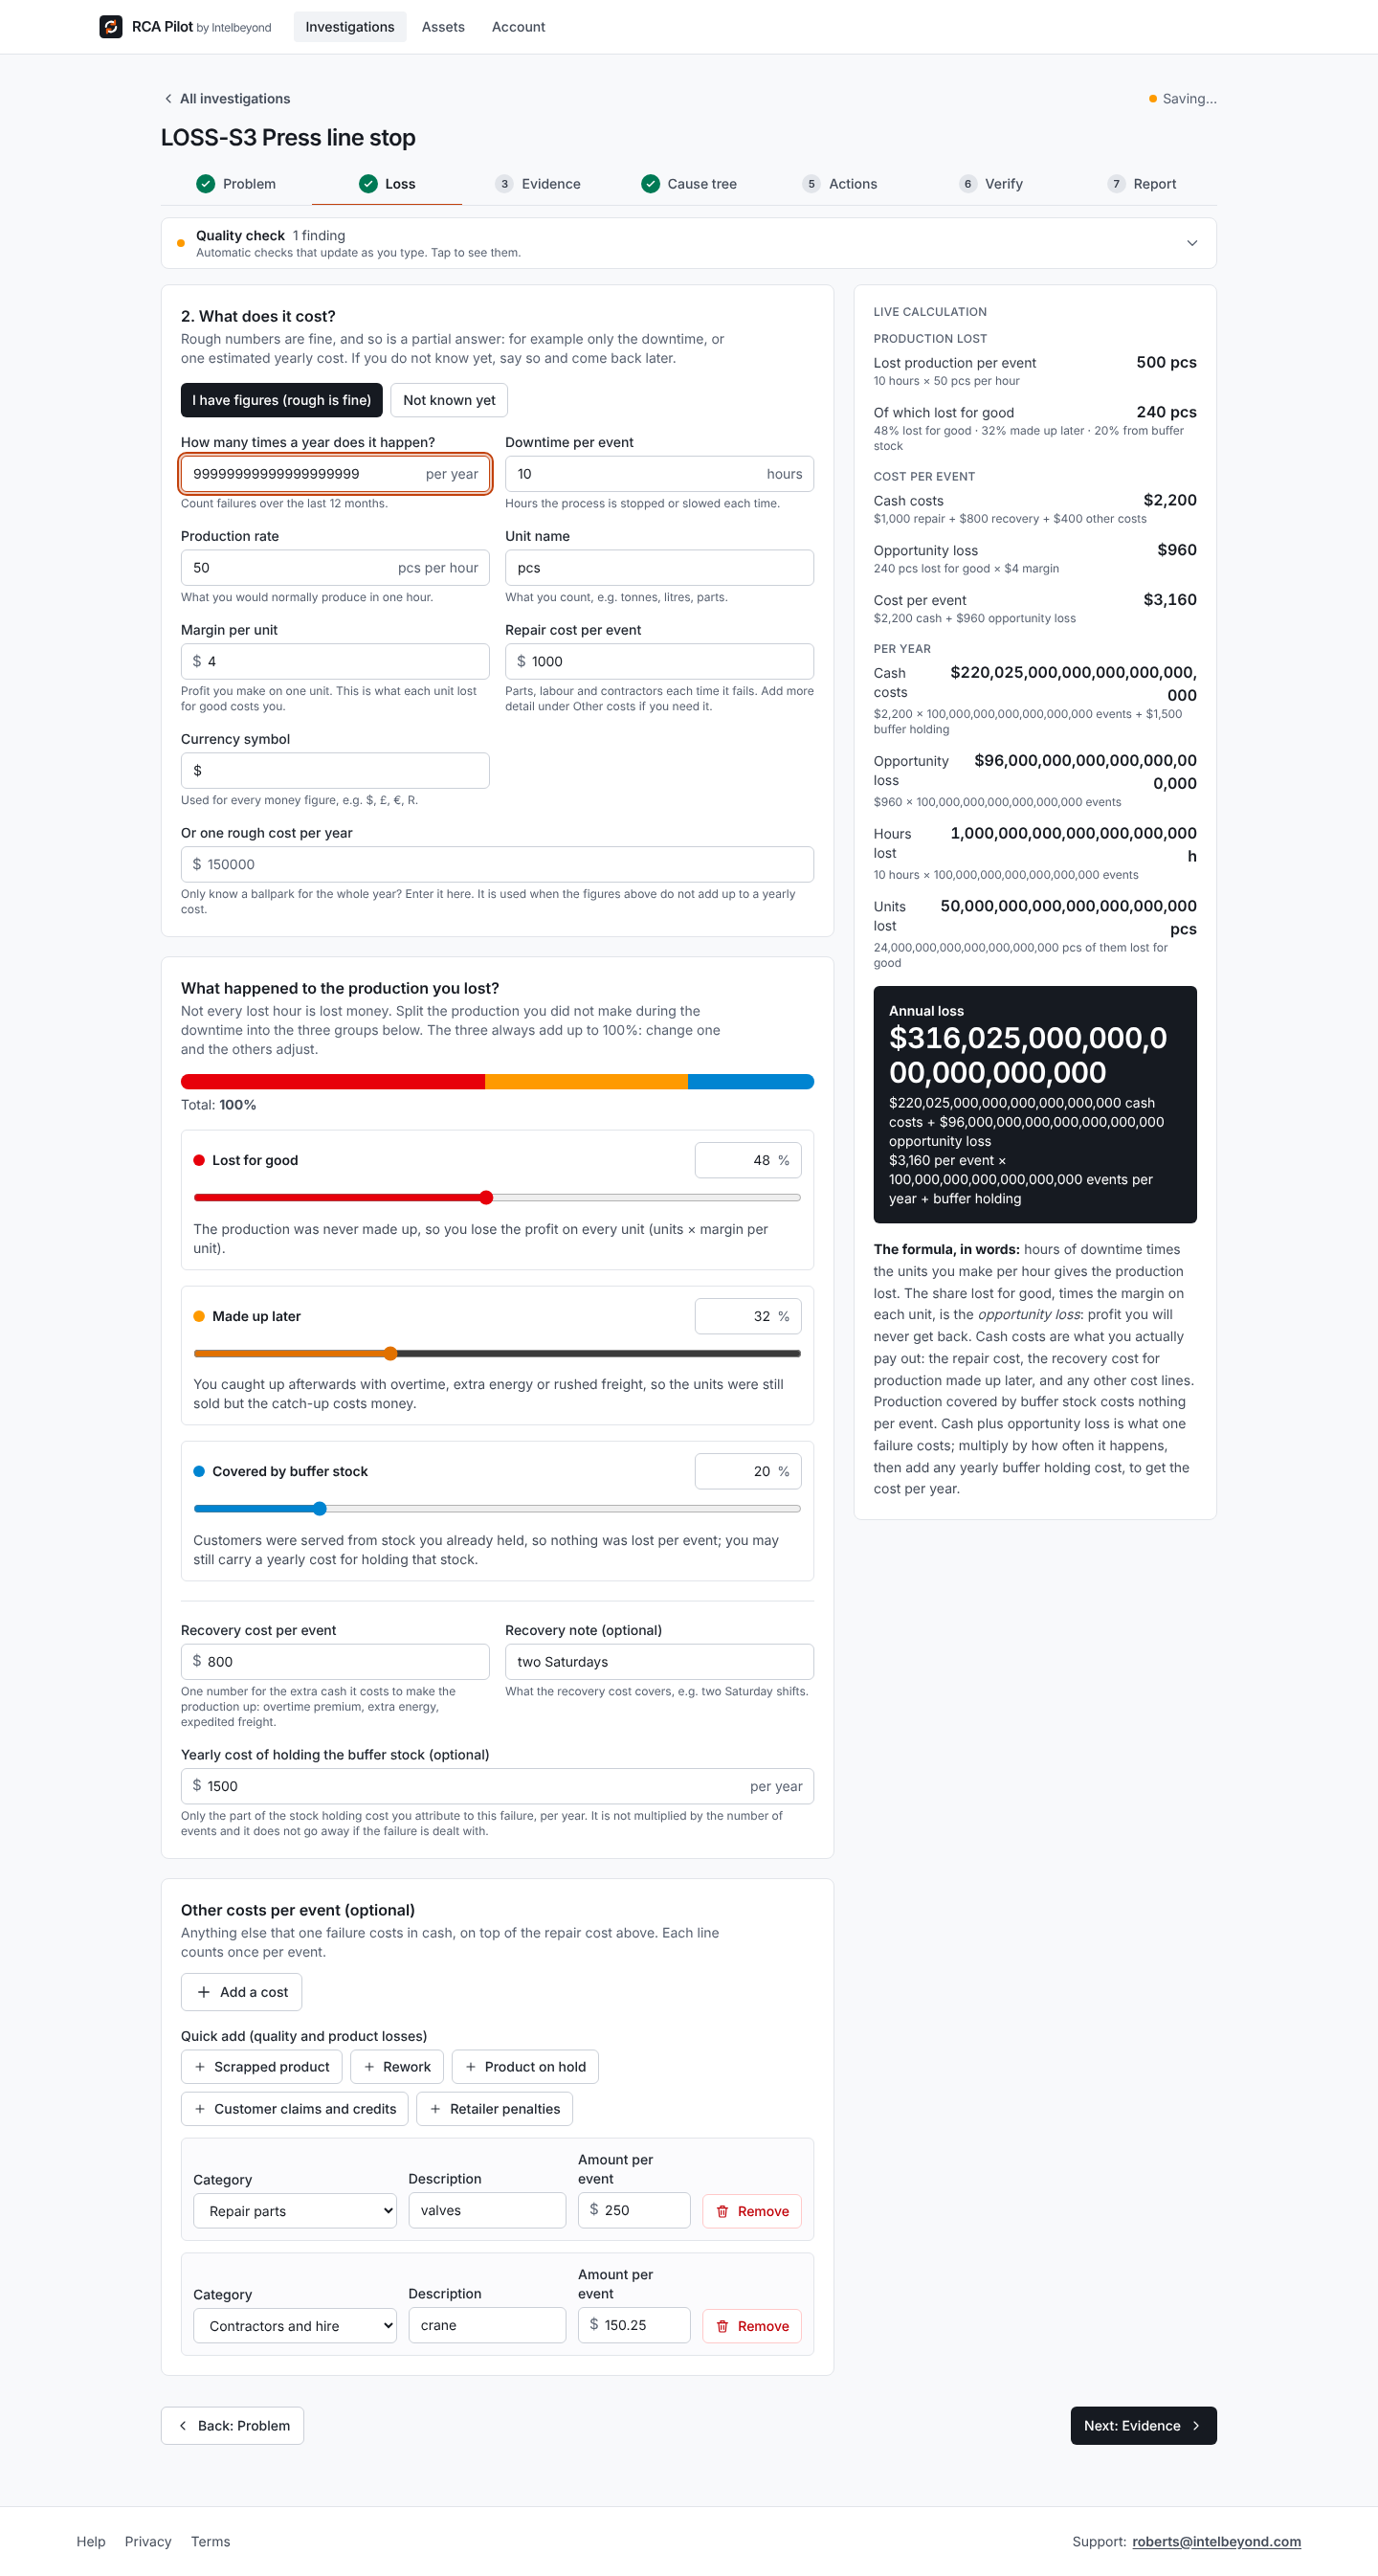 RCA Pilot by Intelbeyond
Investigations
Assets
Account
All investigations
Saving...
LOSS-S3 Press line stop
Problem
Loss
3 Evidence
Cause tree
5 Actions
6 Verify
7 Report
Quality check 1 finding
Automatic checks that update as you type. Tap to see them.
2. What does it cost?
Rough numbers are fine, and so is a partial answer: for example only the downtime, or
one estimated yearly cost. If you do not know yet, say so and come back later.
I have figures (rough is fine)
Not known yet
How many times a year does it happen?
99999999999999999999 per year
Count failures over the last 12 months.
Downtime per event
10 hours
Hours the process is stopped or slowed each time.
Production rate
50 pcs per hour
What you would normally produce in one hour.
Unit name
pcs
What you count, e.g. tonnes, litres, parts.
Margin per unit
$ 4
Profit you make on one unit. This is what each unit lost
for good costs you.
Repair cost per event
$ 1000
Parts, labour and contractors each time it fails. Add more
detail under Other costs if you need it.
Currency symbol
$
Used for every money figure, e.g. $, £, €, R.
Or one rough cost per year
$ 150000
Only know a ballpark for the whole year? Enter it here. It is used when the figures above do not add up to a yearly
cost.
What happened to the production you lost?
Not every lost hour is lost money. Split the production you did not make during the
downtime into the three groups below. The three always add up to 100%: change one
and the others adjust.
Total: 100%
Lost for good
48 %
The production was never made up, so you lose the profit on every unit (units × margin per
unit).
Made up later
32 %
You caught up afterwards with overtime, extra energy or rushed freight, so the units were still
sold but the catch-up costs money.
Covered by buffer stock
20 %
Customers were served from stock you already held, so nothing was lost per event; you may
still carry a yearly cost for holding that stock.
Recovery cost per event
$ 800
One number for the extra cash it costs to make the
production up: overtime premium, extra energy,
expedited freight.
Recovery note (optional)
two Saturdays
What the recovery cost covers, e.g. two Saturday shifts.
Yearly cost of holding the buffer stock (optional)
$ 1500 per year
Only the part of the stock holding cost you attribute to this failure, per year. It is not multiplied by the number of
events and it does not go away if the failure is dealt with.
Other costs per event (optional)
Anything else that one failure costs in cash, on top of the repair cost above. Each line
counts once per event.
Add a cost
Quick add (quality and product losses)
Scrapped product
Rework
Product on hold
Customer claims and credits
Retailer penalties
Category
Repair parts
Description
valves
Amount per
event
$ 250
Remove
Category
Contractors and hire
Description
crane
Amount per
event
$ 150.25
Remove
LIVE CALCULATION
PRODUCTION LOST
Lost production per event 500 pcs
10 hours × 50 pcs per hour
Of which lost for good 240 pcs
48% lost for good · 32% made up later · 20% from buffer
stock
COST PER EVENT
Cash costs $2,200
$1,000 repair + $800 recovery + $400 other costs
Opportunity loss $960
240 pcs lost for good × $4 margin
Cost per event $3,160
$2,200 cash + $960 opportunity loss
PER YEAR
Cash
costs
$220,025,000,000,000,000,000,
000
$2,200 × 100,000,000,000,000,000,000 events + $1,500
buffer holding
Opportunity
loss
$96,000,000,000,000,000,00
0,000
$960 × 100,000,000,000,000,000,000 events
Hours
lost
1,000,000,000,000,000,000,000
h
10 hours × 100,000,000,000,000,000,000 events
Units
lost
50,000,000,000,000,000,000,000
pcs
24,000,000,000,000,000,000,000 pcs of them lost for
good
Annual loss
$316,025,000,000,0
00,000,000,000
$220,025,000,000,000,000,000,000 cash
costs + $96,000,000,000,000,000,000,000
opportunity loss
$3,160 per event ×
100,000,000,000,000,000,000 events per
year + buffer holding
The formula, in words: hours of downtime times
the units you make per hour gives the production
lost. The share lost for good, times the margin on
each unit, is the opportunity loss: profit you will
never get back. Cash costs are what you actually
pay out: the repair cost, the recovery cost for
production made up later, and any other cost lines.
Production covered by buffer stock costs nothing
per event. Cash plus opportunity loss is what one
failure costs; multiply by how often it happens,
then add any yearly buffer holding cost, to get the
cost per year.
Back: Problem
Next: Evidence
Help
Privacy
Terms
Support: roberts@intelbeyond.com